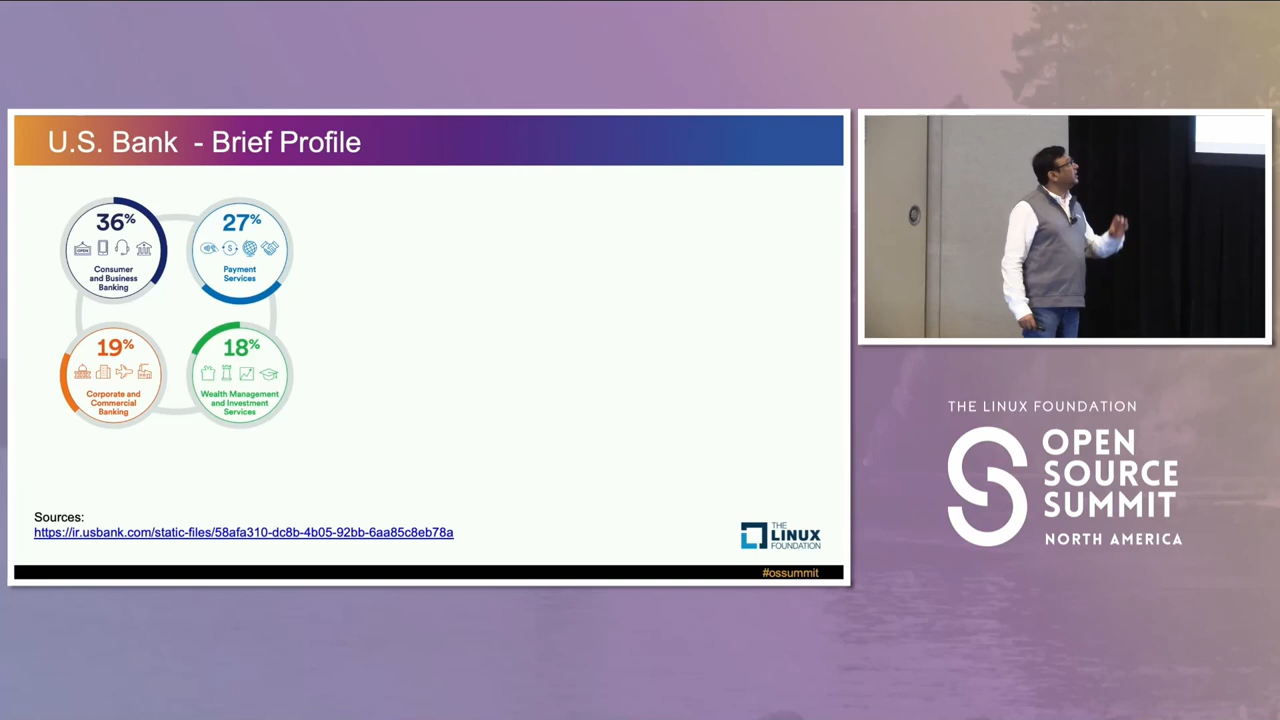 U.S. Bank - Brief Profile
36%
OPEN
Consumer
and Business
Banking
27%
$
Payment
Services
19%
Corporate and
Commercial
Banking
18%
Wealth Management
and Investment
Services
Sources:
https://ir.usbank.com/static-files/58afa310-dc8b-4b05-92bb-6aa85c8eb78a
THE
LINUX
FOUNDATION
#ossummit
THE LINUX FOUNDATION
OPEN
SOURCE
SUMMIT
NORTH AMERICA